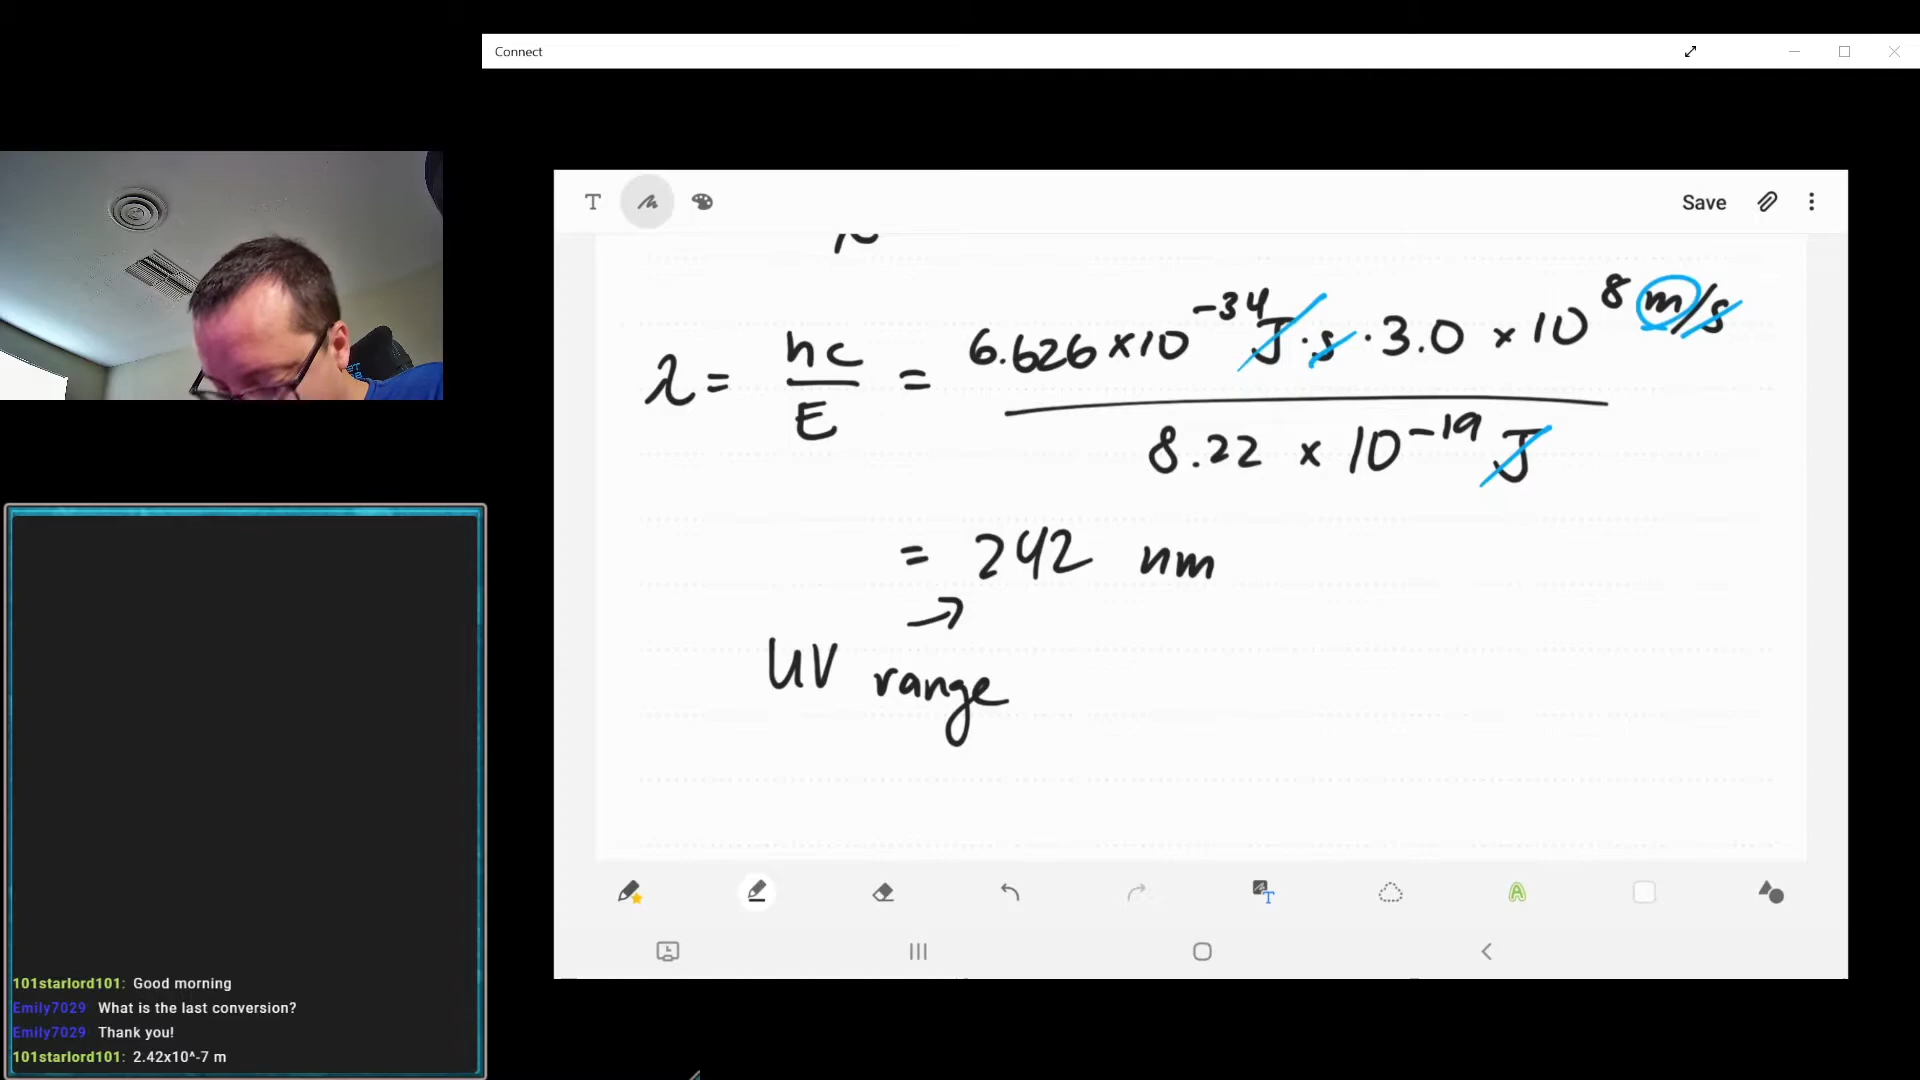 Connect
T
Save
λ = hc/E = 6.626 × 10^-34 J · s · 3.0 × 10^8 m/s
8.22 × 10^-19 J
= 242 nm
→
UV range
T
A
101starlord101: Good morning
Emily7029 What is the last conversion?
Emily7029 Thank you!
101starlord101: 2.42x10^-7 m